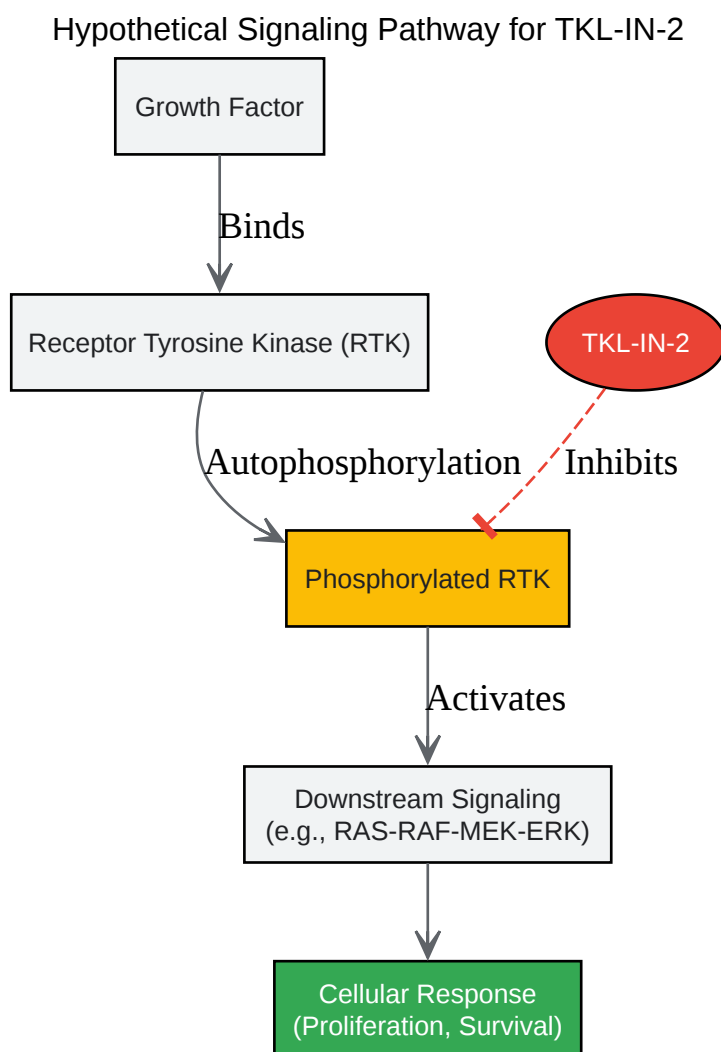 Hypothetical Signaling Pathway for TKL-IN-2
Growth Factor
Binds
Receptor Tyrosine Kinase (RTK)
TKL-IN-2
Autophosphorylation
Inhibits
Phosphorylated RTK
Activates
Downstream Signaling
(e.g., RAS-RAF-MEK-ERK)
Cellular Response
(Proliferation, Survival)